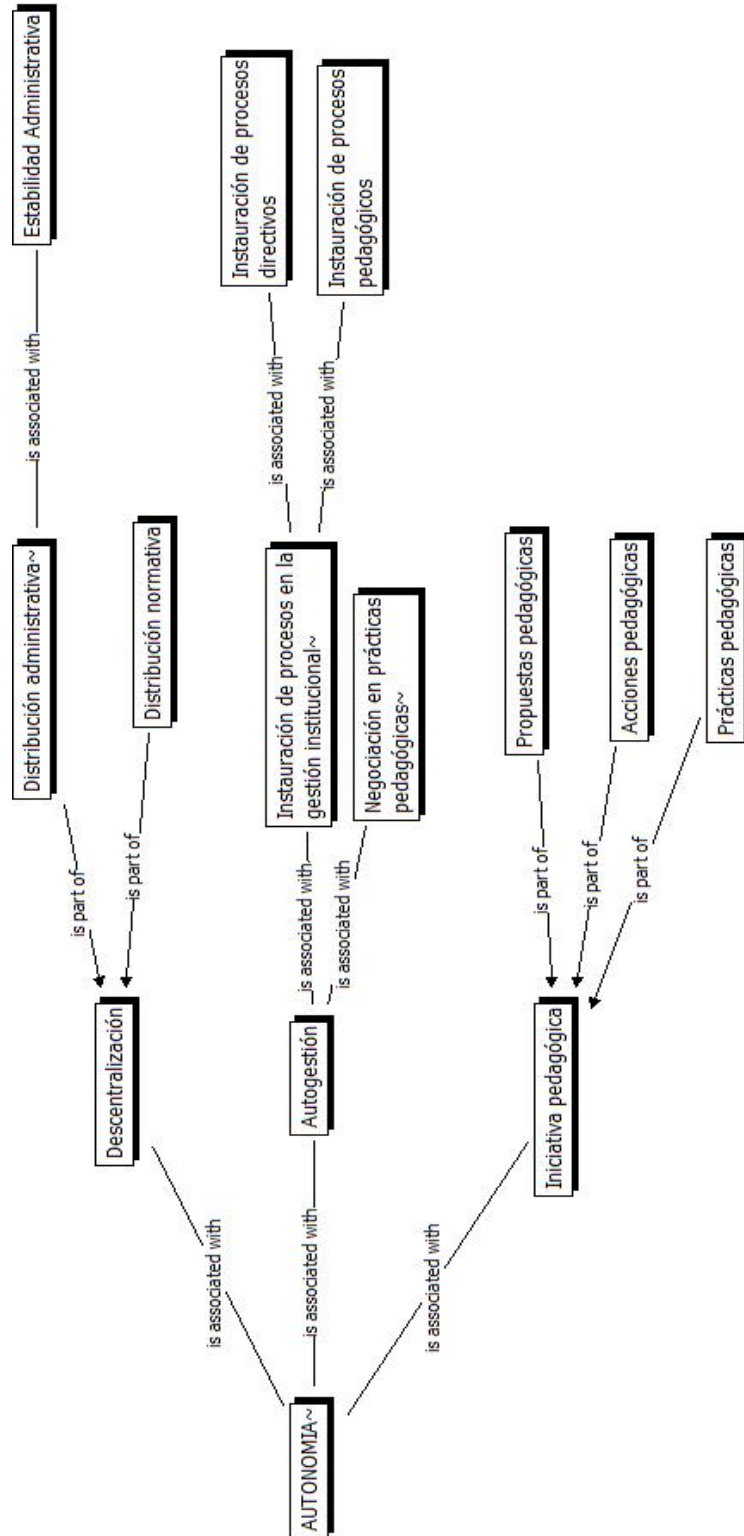 AUTONOMIA~
is associated with
is associated with
is associated with
Descentralización
Autogestión
Iniciativa pedagógica
is part of
is part of
is associated with
is associated with
is part of
is part of
is part of
Distribución administrativa~
Distribución normativa
Instauración de procesos en la
gestión institucional~
Negociación en prácticas
pedagógicas~
Propuestas pedagógicas
Acciones pedagógicas
Prácticas pedagógicas
is associated with
is associated with
is associated with
Estabilidad Administrativa
Instauración de procesos
directivos
Instauración de procesos
pedagógicos